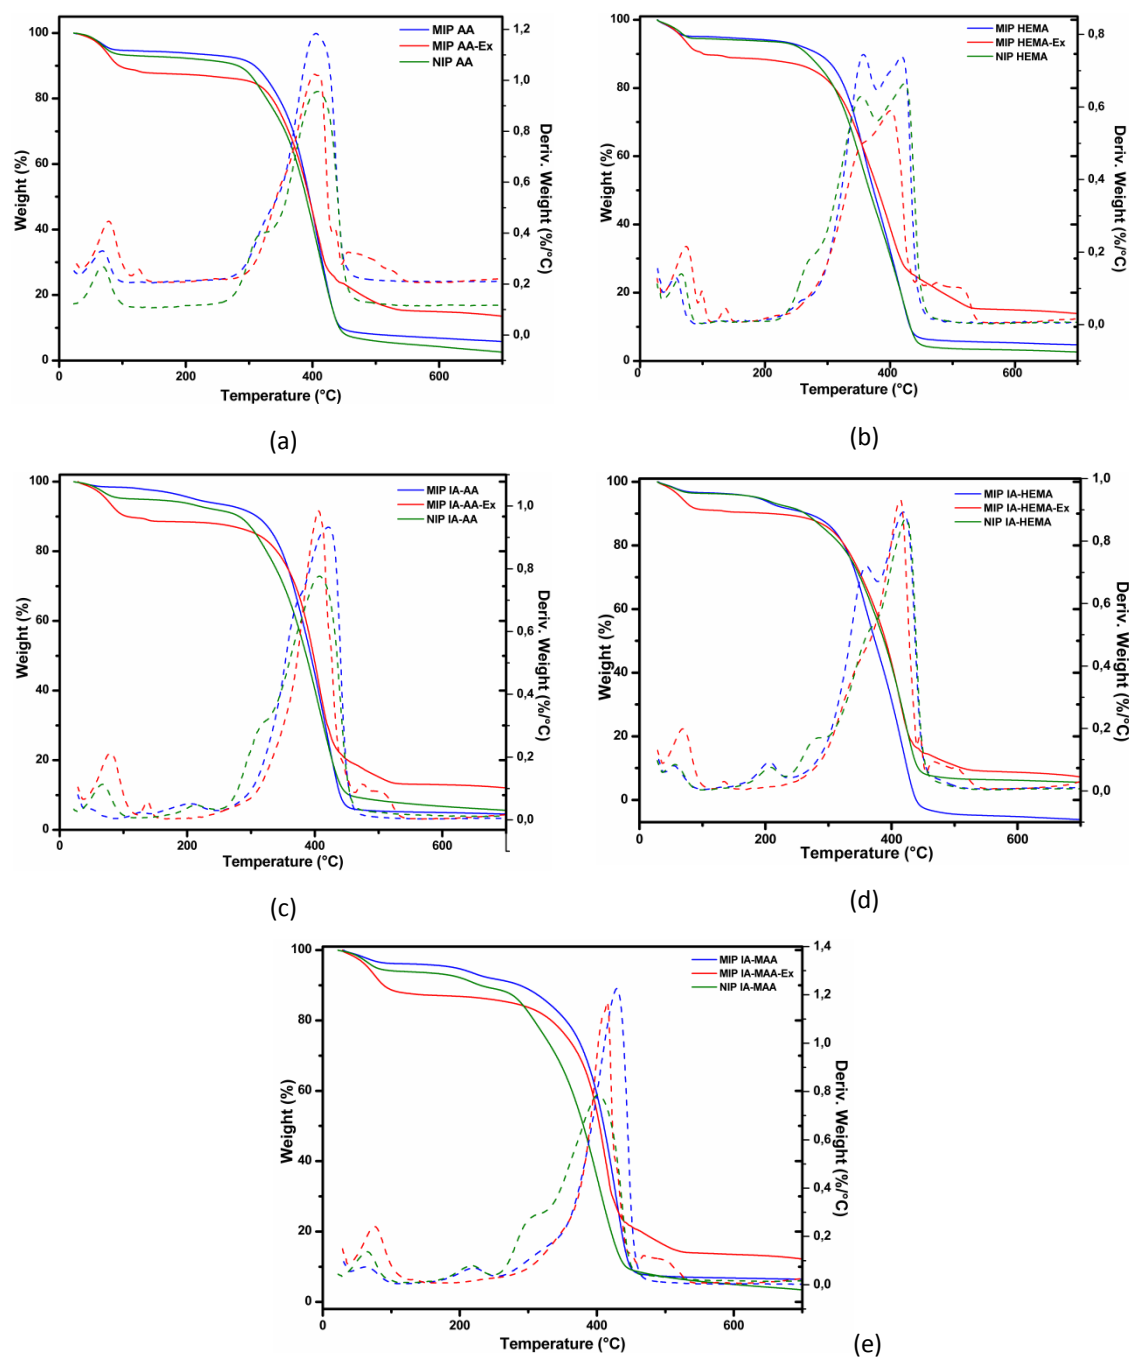 MIP AA
MIP AA-Ex
NIP AA
Weight (%)
100
80
60
40
20
0
Deriv. Weight (%/°C)
1,2
1,0
0,8
0,6
0,4
0,2
0,0
0
200
400
600
Temperature (°C)
(a)
MIP HEMA
MIP HEMA-Ex
NIP HEMA
Weight (%)
100
80
60
40
20
0
Deriv. Weight (%/°C)
0,8
0,6
0,4
0,2
0,0
0
200
400
600
Temperature (°C)
(b)
MIP IA-AA
MIP IA-AA-Ex
NIP IA-AA
Weight (%)
100
80
60
40
20
0
Deriv. Weight (%/°C)
1,0
0,8
0,6
0,4
0,2
0,0
0
200
400
600
Temperature (°C)
(c)
MIP IA-HEMA
MIP IA-HEMA-Ex
NIP IA-HEMA
Weight (%)
100
80
60
40
20
0
Deriv. Weight (%/°C)
1,0
0,8
0,6
0,4
0,2
0,0
0
200
400
600
Temperature (°C)
(d)
MIP IA-MAA
MIP IA-MAA-Ex
NIP IA-MAA
Weight (%)
100
80
60
40
20
0
Deriv. Weight (%/°C)
1,4
1,2
1,0
0,8
0,6
0,4
0,2
0,0
0
200
400
600
Temperature (°C)
(e)